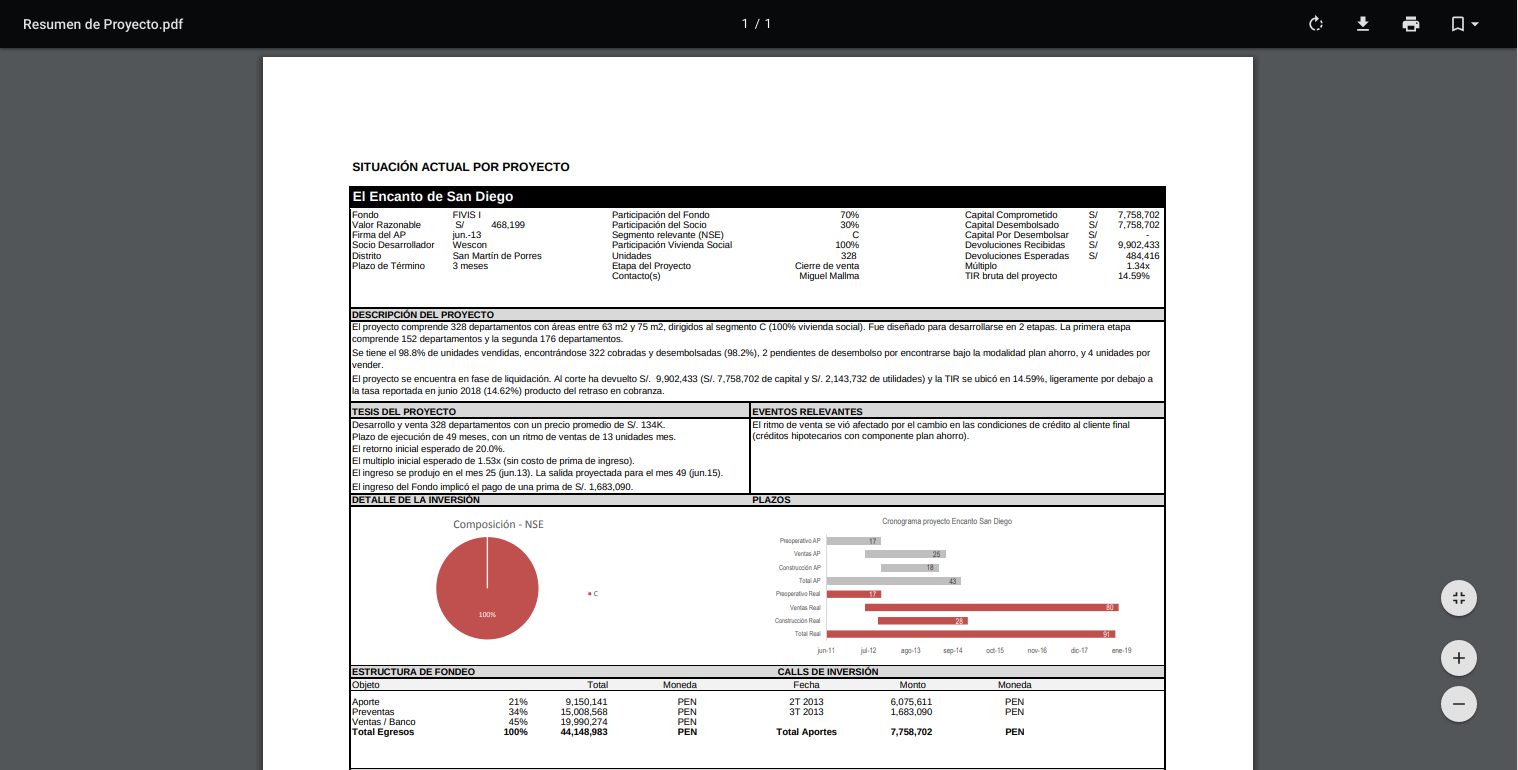 Resumen de Proyecto.pdf
1 / 1
SITUACIÓN ACTUAL POR PROYECTO
El Encanto de San Diego
Fondo FIVIS I Participación del Fondo 70% Capital Comprometido S/ 7,758,702
Valor Razonable S/ 468,199 Participación del Socio 30% Capital Desembolsado S/ 7,758,702
Firma del AP jun.-13 Segmento relevante (NSE) C Capital Por Desembolsar S/ -
Socio Desarrollador Wescon Participación Vivienda Social 100% Devoluciones Recibidas S/ 9,902,433
Distrito San Martín de Porres Unidades 328 Devoluciones Esperadas S/ 484,416
Plazo de Término 3 meses Etapa del Proyecto Cierre de venta Múltiplo 1.34x
Contacto(s) Miguel Mallma TIR bruta del proyecto 14.59%
DESCRIPCIÓN DEL PROYECTO
El proyecto comprende 328 departamentos con áreas entre 63 m2 y 75 m2, dirigidos al segmento C (100% vivienda social). Fue diseñado para desarrollarse en 2 etapas. La primera etapa
comprende 152 departamentos y la segunda 176 departamentos.
Se tiene el 98.8% de unidades vendidas, encontrándose 322 cobradas y desembolsadas (98.2%), 2 pendientes de desembolso por encontrarse bajo la modalidad plan ahorro, y 4 unidades por
vender.
El proyecto se encuentra en fase de liquidación. Al corte ha devuelto S/. 9,902,433 (S/. 7,758,702 de capital y S/. 2,143,732 de utilidades) y la TIR se ubicó en 14.59%, ligeramente por debajo a
la tasa reportada en junio 2018 (14.62%) producto del retraso en cobranza.
TESIS DEL PROYECTO
Desarrollo y venta 328 departamentos con un precio promedio de S/. 134K.
Plazo de ejecución de 49 meses, con un ritmo de ventas de 13 unidades mes.
El retorno inicial esperado de 20.0%.
El multiplo inicial esperado de 1.53x (sin costo de prima de ingreso).
El ingreso se produjo en el mes 25 (jun.13). La salida proyectada para el mes 49 (jun.15).
El ingreso del Fondo implicó el pago de una prima de S/. 1,683,090.
EVENTOS RELEVANTES
El ritmo de venta se vió afectado por el cambio en las condiciones de crédito al cliente final
(créditos hipotecarios con componente plan ahorro).
DETALLE DE LA INVERSIÓN
Composición - NSE
100%
C
PLAZOS
Cronograma proyecto Encanto San Diego
Preoperativo AP 17
Ventas AP 25
Construcción AP 18
Total AP 43
Preoperativo Real 17
Ventas Real 80
Construcción Real 28
Total Real 91
jun-11 jul-12 ago-13 sep-14 oct-15 nov-16 dic-17 ene-19
ESTRUCTURA DE FONDEO
Objeto Total Moneda
Aporte 21% 9,150,141 PEN
Preventas 34% 15,008,568 PEN
Ventas / Banco 45% 19,990,274 PEN
Total Egresos 100% 44,148,983 PEN
CALLS DE INVERSIÓN
Fecha Monto Moneda
2T 2013 6,075,611 PEN
3T 2013 1,683,090 PEN
Total Aportes 7,758,702 PEN